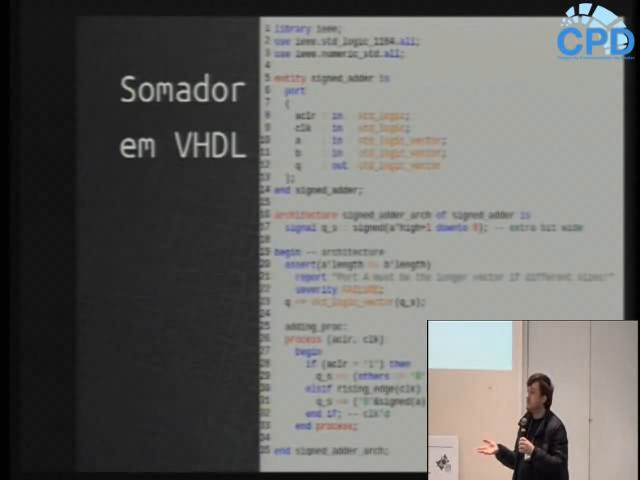 Somador
em VHDL
1 library ieee;
2 use ieee.std_logic_1164.all;
3 use ieee.numeric_std.all;
4
5 entity signed_adder is
6 port
7 (
8 aclr : in std_logic;
9 clk : in std_logic;
10 a : in std_logic_vector;
11 b : in std_logic_vector;
12 q : out std_logic_vector
13 );
14 end signed_adder;
15
16 architecture signed_adder_arch of signed_adder is
17 signal q_s : signed(a'high+1 downto 0); -- extra bit wide
18
19 begin -- architecture
20 assert(a'length >= b'length)
21 report "Port A must be the longer vector if different sizes!"
22 severity FAILURE;
23 q <= std_logic_vector(q_s);
24
25 adding_proc:
26 process (aclr, clk)
27 begin
28 if (aclr = '1') then
29 q_s <= (others => '0'
30 elsif rising_edge(clk)
31 q_s <= ('0'&signed(a)
32 end if; -- clk'd
33 end process;
34
35 end signed_adder_arch;
CPD